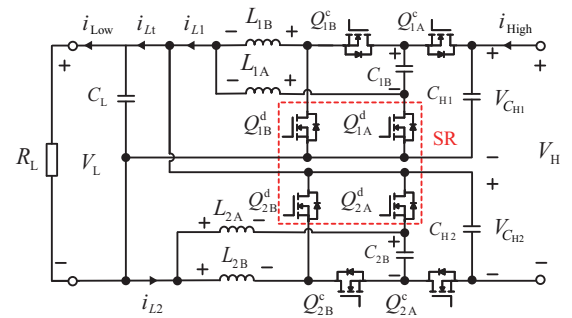 i_Low i_Lt i_L1 L_1B Q^c_1B Q^c_1A i_High
+ − + + − +
L_1A C_1B
− +
C_L Q^d_1B Q^d_1A C_H1 V_CH1
SR
R_L V_L − V_H
+
Q^d_2B Q^d_2A
L_2A C_H2 V_CH2
+ − +
C_2B
− + L_2B − − − −
i_L2 Q^c_2B Q^c_2A